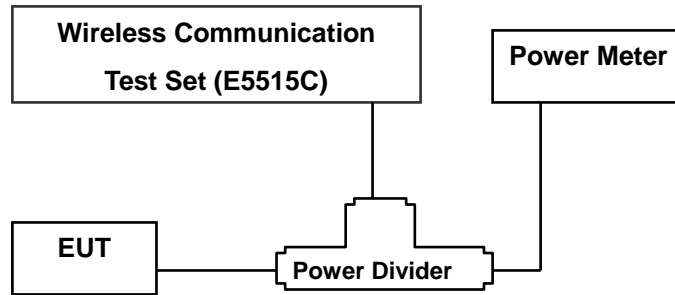 Wireless Communication
Test Set (E5515C)
Power Meter
EUT
Power Divider